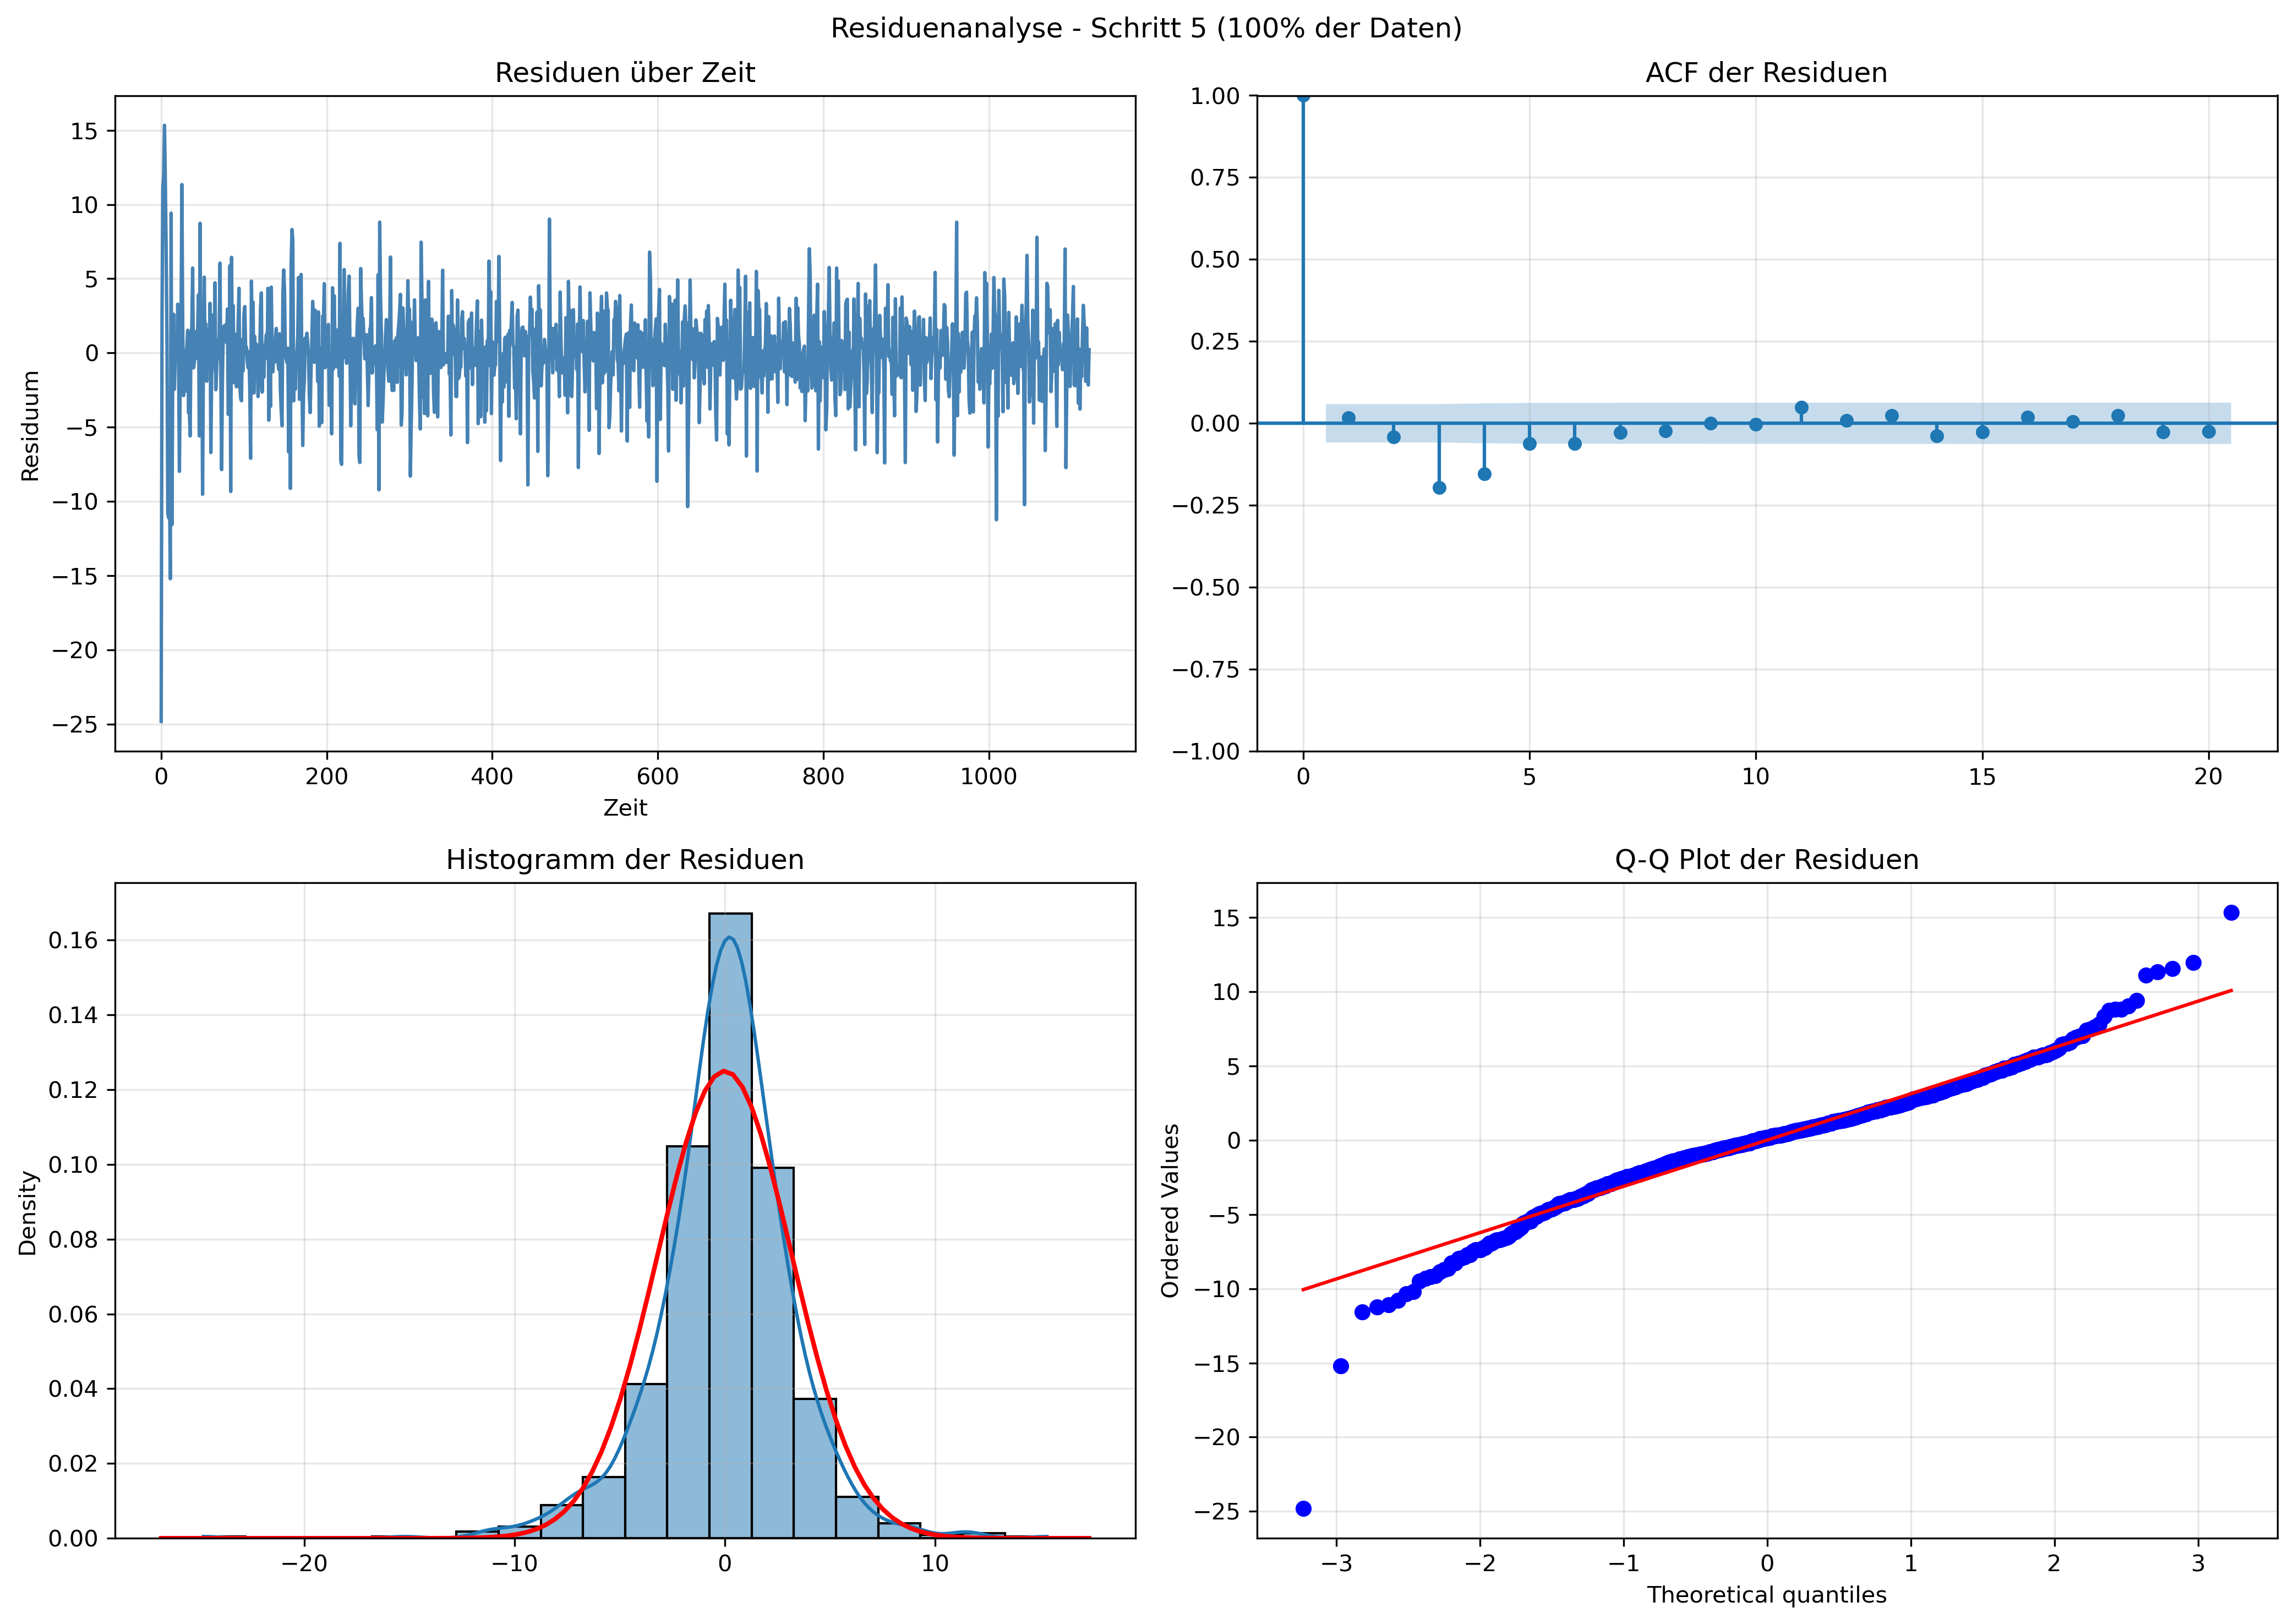 Residuenanalyse - Schritt 5 (100% der Daten)
Residuen über Zeit
15
10
5
0
−5
−10
−15
−20
−25
Residuum
0 200 400 600 800 1000
Zeit
ACF der Residuen
1.00
0.75
0.50
0.25
0.00
−0.25
−0.50
−0.75
−1.00
0 5 10 15 20
Histogramm der Residuen
0.16
0.14
0.12
0.10
0.08
0.06
0.04
0.02
0.00
Density
−20 −10 0 10
Q-Q Plot der Residuen
15
10
5
0
−5
−10
−15
−20
−25
Ordered Values
−3 −2 −1 0 1 2 3
Theoretical quantiles